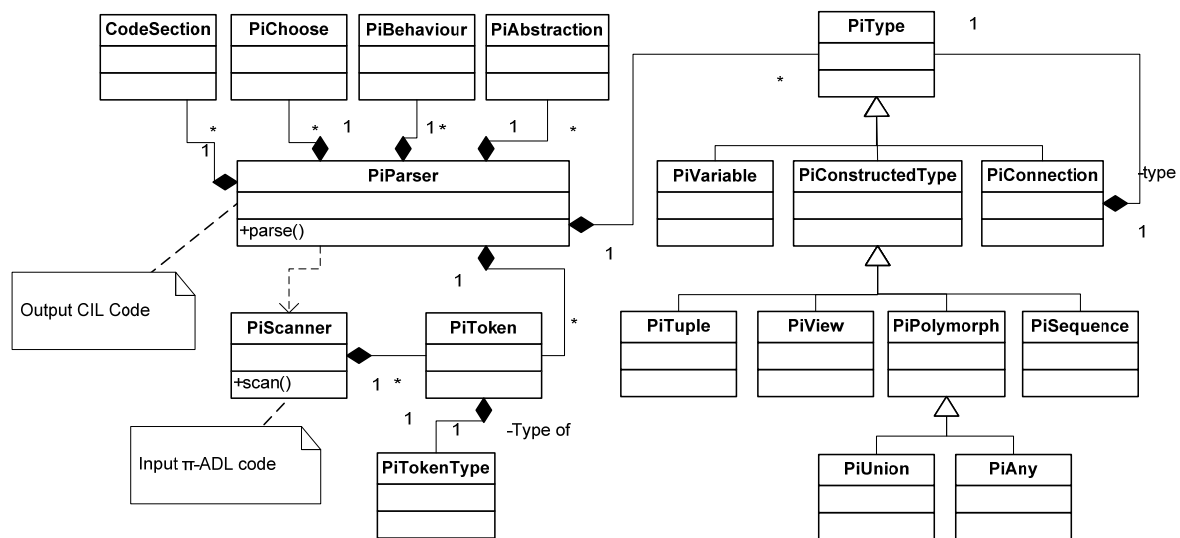 CodeSection
PiChoose
PiBehaviour
PiAbstraction
PiType
1
*
*
1
*
1
1 *
1
*
PiParser
+parse()
1
PiVariable
PiConstructedType
PiConnection
-type
1
Output CIL Code
1
*
PiScanner
+scan()
PiToken
1 *
PiTuple
PiView
PiPolymorph
PiSequence
1
1
-Type of
Input π-ADL code
PiTokenType
PiUnion
PiAny